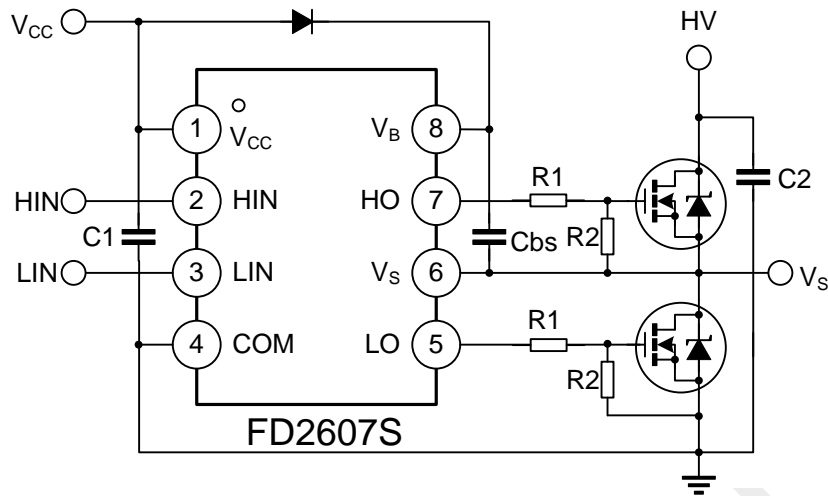 HV
VCC
1
VCC
VB
8
HIN
2
HIN
HO
7
R1
C2
C1
Cbs
R2
LIN
3
LIN
VS
6
VS
4
COM
LO
5
R1
R2
FD2607S